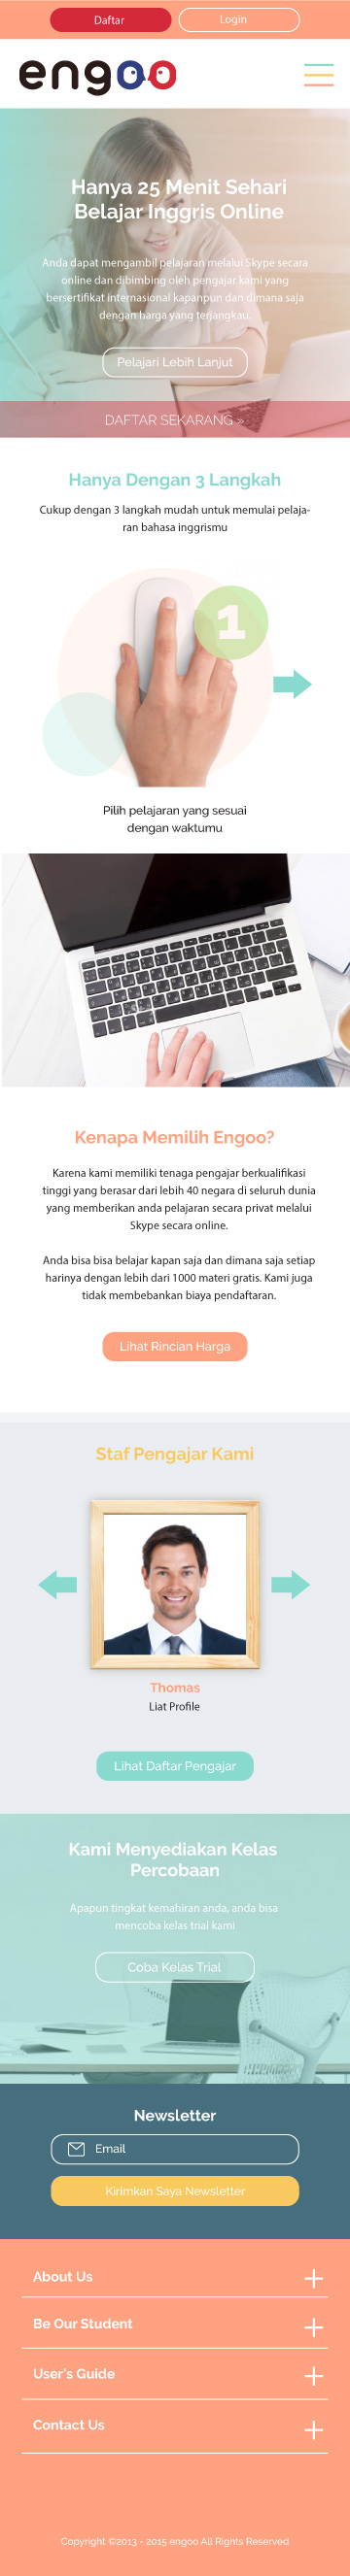 Daftar
Login
engoo
Hanya 25 Menit Sehari
Belajar Inggris Online
Anda dapat mengambil pelajaran melalui Skype secara
online dan dibimbing oleh pengajar kami yang
bersertifikat internasional kapanpun dan dimana saja
dengan harga yang terjangkau.
Pelajari Lebih Lanjut
DAFTAR SEKARANG »
Hanya Dengan 3 Langkah
Cukup dengan 3 langkah mudah untuk memulai pelaja-
ran bahasa inggrismu
1
Pilih pelajaran yang sesuai
dengan waktumu
Kenapa Memilih Engoo?
Karena kami memiliki tenaga pengajar berkualifikasi
tinggi yang berasar dari lebih 40 negara di seluruh dunia
yang memberikan anda pelajaran secara privat melalui
Skype secara online.
Anda bisa bisa belajar kapan saja dan dimana saja setiap
harinya dengan lebih dari 1000 materi gratis. Kami juga
tidak membebankan biaya pendaftaran.
Lihat Rincian Harga
Staf Pengajar Kami
Thomas
Liat Profile
Lihat Daftar Pengajar
Kami Menyediakan Kelas
Percobaan
Apapun tingkat kemahiran anda, anda bisa
mencoba kelas trial kami
Coba Kelas Trial
Newsletter
Email
Kirimkan Saya Newsletter
About Us
Be Our Student
User's Guide
Contact Us
Copyright ©2013 - 2015 engoo All Rights Reserved